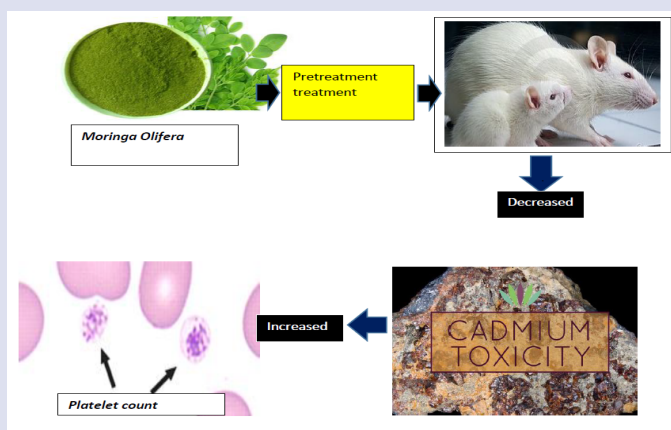 Pretreatment
treatment
Moringa Olifera
Decreased
Increased
CADMIUM
TOXICITY
Platelet count